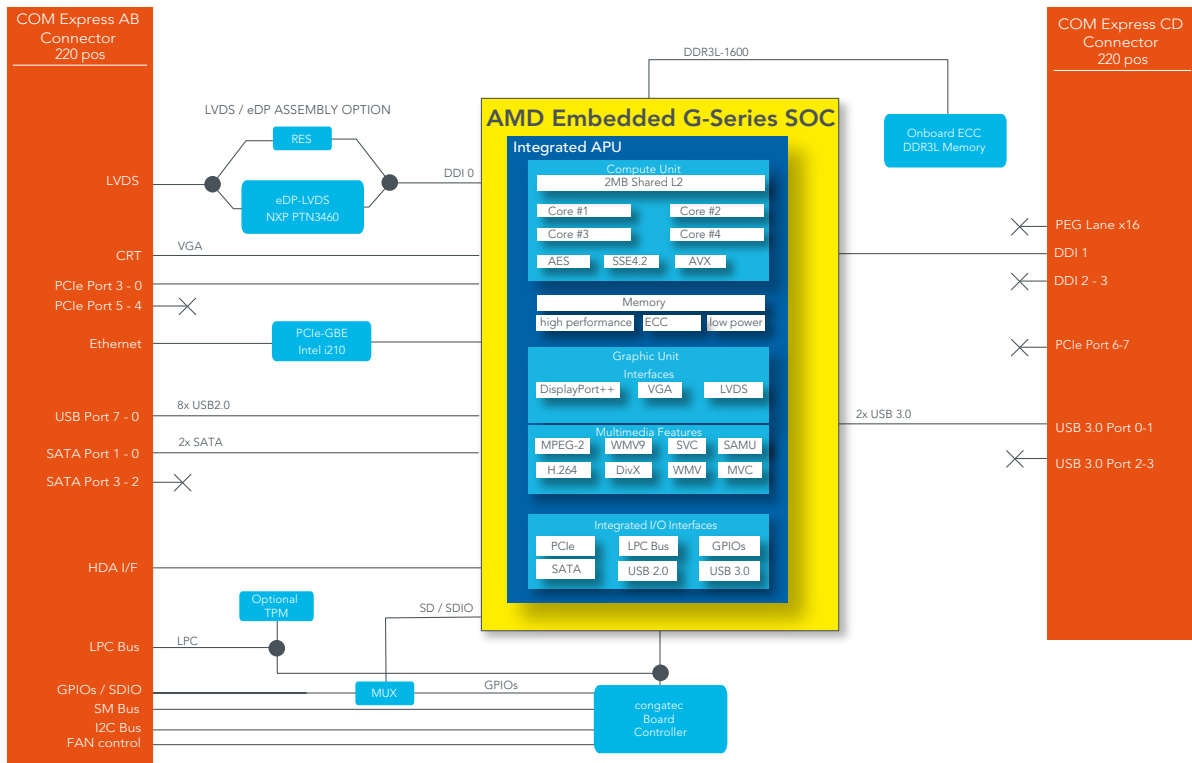 COM Express AB
Connector
220 pos
LVDS
CRT
PCIe Port 3 - 0
PCIe Port 5 - 4
Ethernet
USB Port 7 - 0
SATA Port 1 - 0
SATA Port 3 - 2
HDA I/F
LPC Bus
GPIOs / SDIO
SM Bus
I2C Bus
FAN control
LVDS / eDP ASSEMBLY OPTION
RES
eDP-LVDS
NXP PTN3460
DDI 0
VGA
PCIe-GBE
Intel i210
8x USB2.0
2x SATA
Optional
TPM
SD / SDIO
LPC
MUX
GPIOs
congatec
Board
Controller
DDR3L-1600
AMD Embedded G-Series SOC
Integrated APU
Compute Unit
2MB Shared L2
Core #1
Core #2
Core #3
Core #4
AES
SSE4.2
AVX
Memory
high performance
ECC
low power
Graphic Unit
Interfaces
DisplayPort++
VGA
LVDS
Multimedia Features
MPEG-2
WMV9
SVC
SAMU
H.264
DivX
WMV
MVC
Integrated I/O Interfaces
PCIe
LPC Bus
GPIOs
SATA
USB 2.0
USB 3.0
Onboard ECC
DDR3L Memory
2x USB 3.0
COM Express CD
Connector
220 pos
PEG Lane x16
DDI 1
DDI 2 - 3
PCIe Port 6-7
USB 3.0 Port 0-1
USB 3.0 Port 2-3